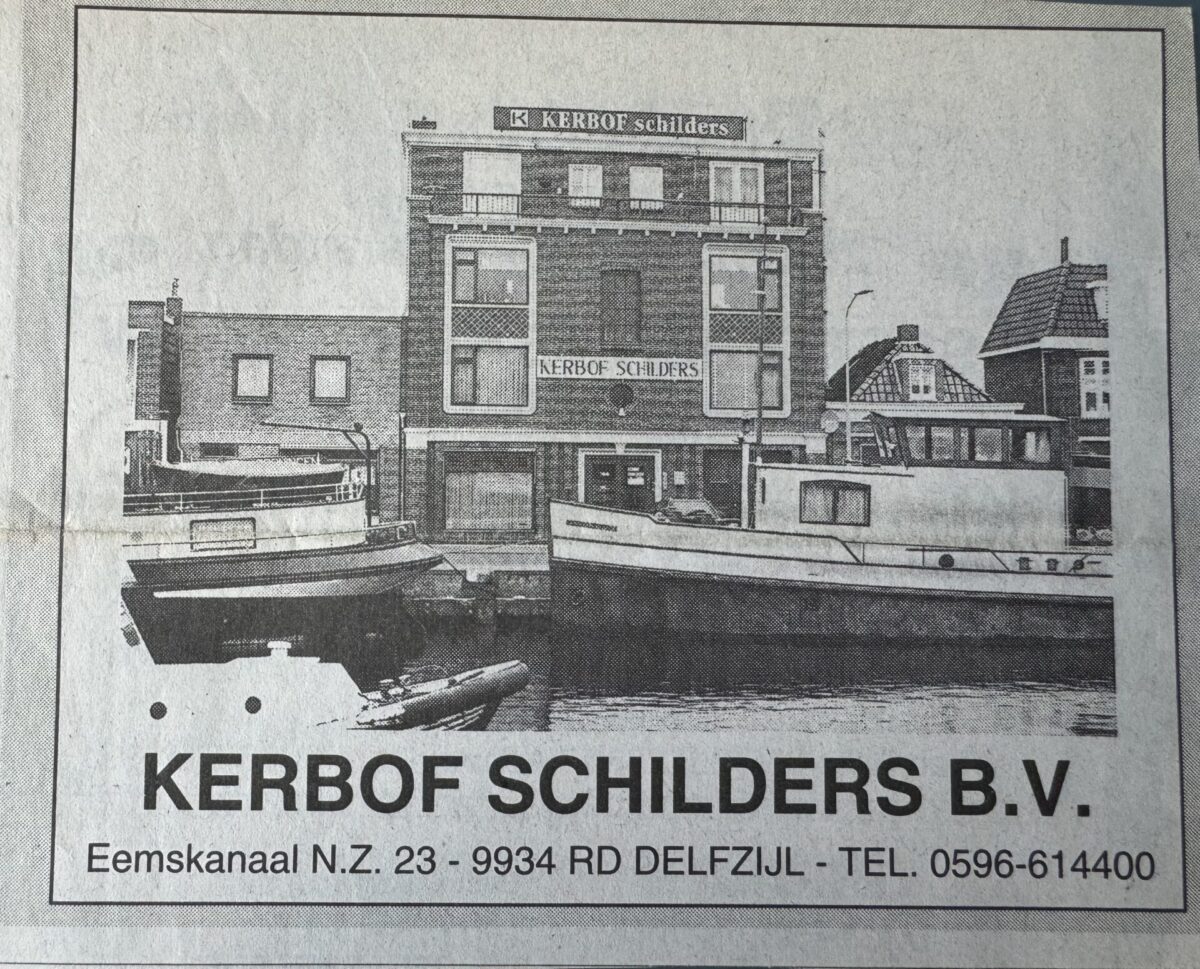 K KERBOF schilders
KERBOF SCHILDERS
KERBOF SCHILDERS B.V.
Eemskanaal N.Z. 23 - 9934 RD DELFZIJL - TEL. 0596-614400